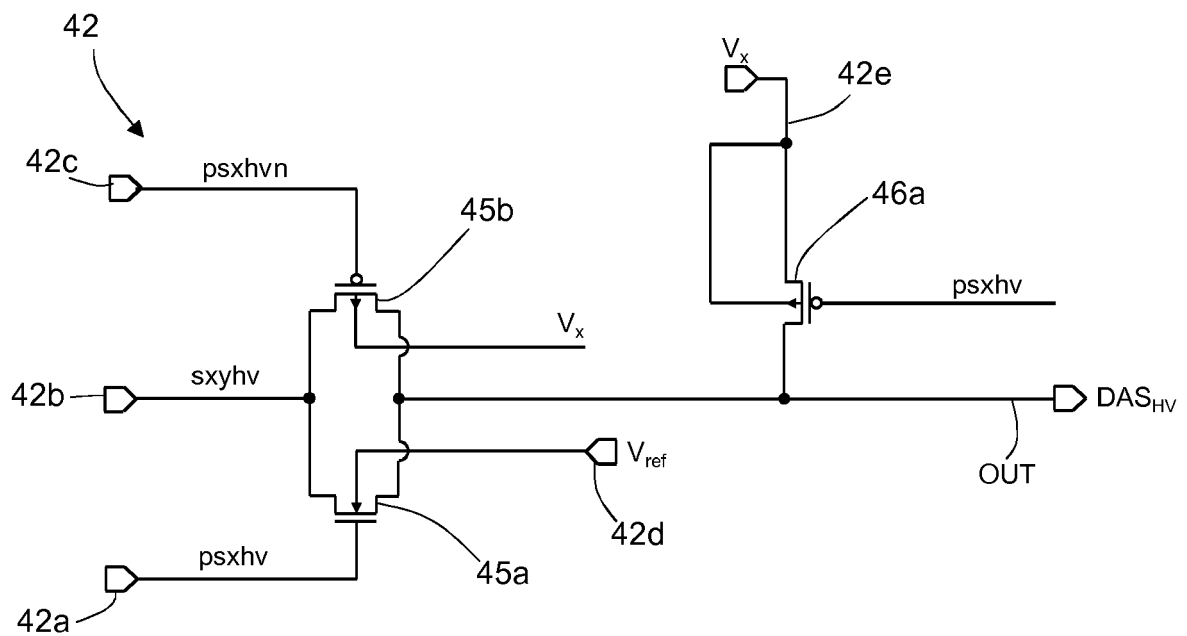 42
Vx
42e
42c
psxhvn
45b
46a
psxhv
Vx
42b
sxyhv
DASHV
Vref
OUT
42d
psxhv
45a
42a